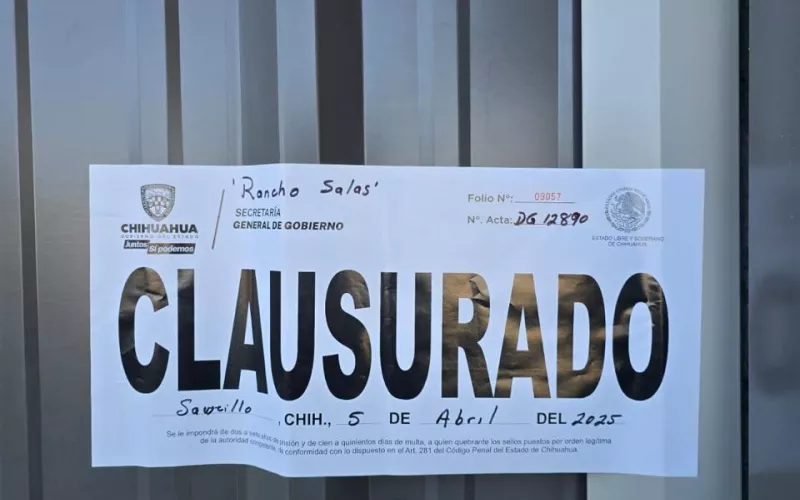 'Rancho Salas'
CHIHUAHUA
GOBIERNO DEL ESTADO
Juntos Sí podemos
SECRETARÍA
GENERAL DE GOBIERNO
Folio N°: 09057
N°. Acta: DG 12890
ESTADO LIBRE Y SOBERANO
DE CHIHUAHUA
CLAUSURADO
Saucillo, CHIH., 5 DE Abril DEL 2025
Se le impondrá de dos a siete años de prisión y de cien a quinientos días de multa, a quien quebrante los sellos puestos por orden legítima
de la autoridad competente, de conformidad con lo dispuesto en el Art. 281 del Código Penal del Estado de Chihuahua.